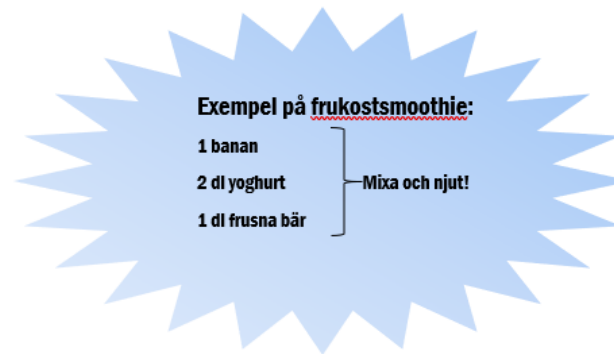 Exempel på frukostsmoothie:
1 banan
2 dl yoghurt
Mixa och njut!
1 dl frusna bär